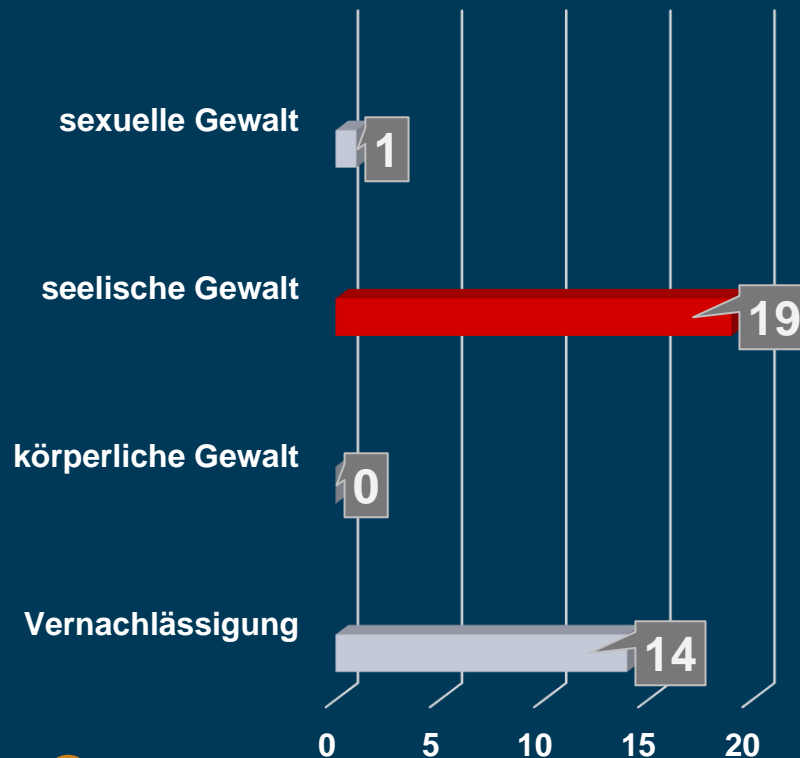 sexuelle Gewalt
1
seelische Gewalt
19
körperliche Gewalt
0
Vernachlässigung
14
0 5 10 15 20